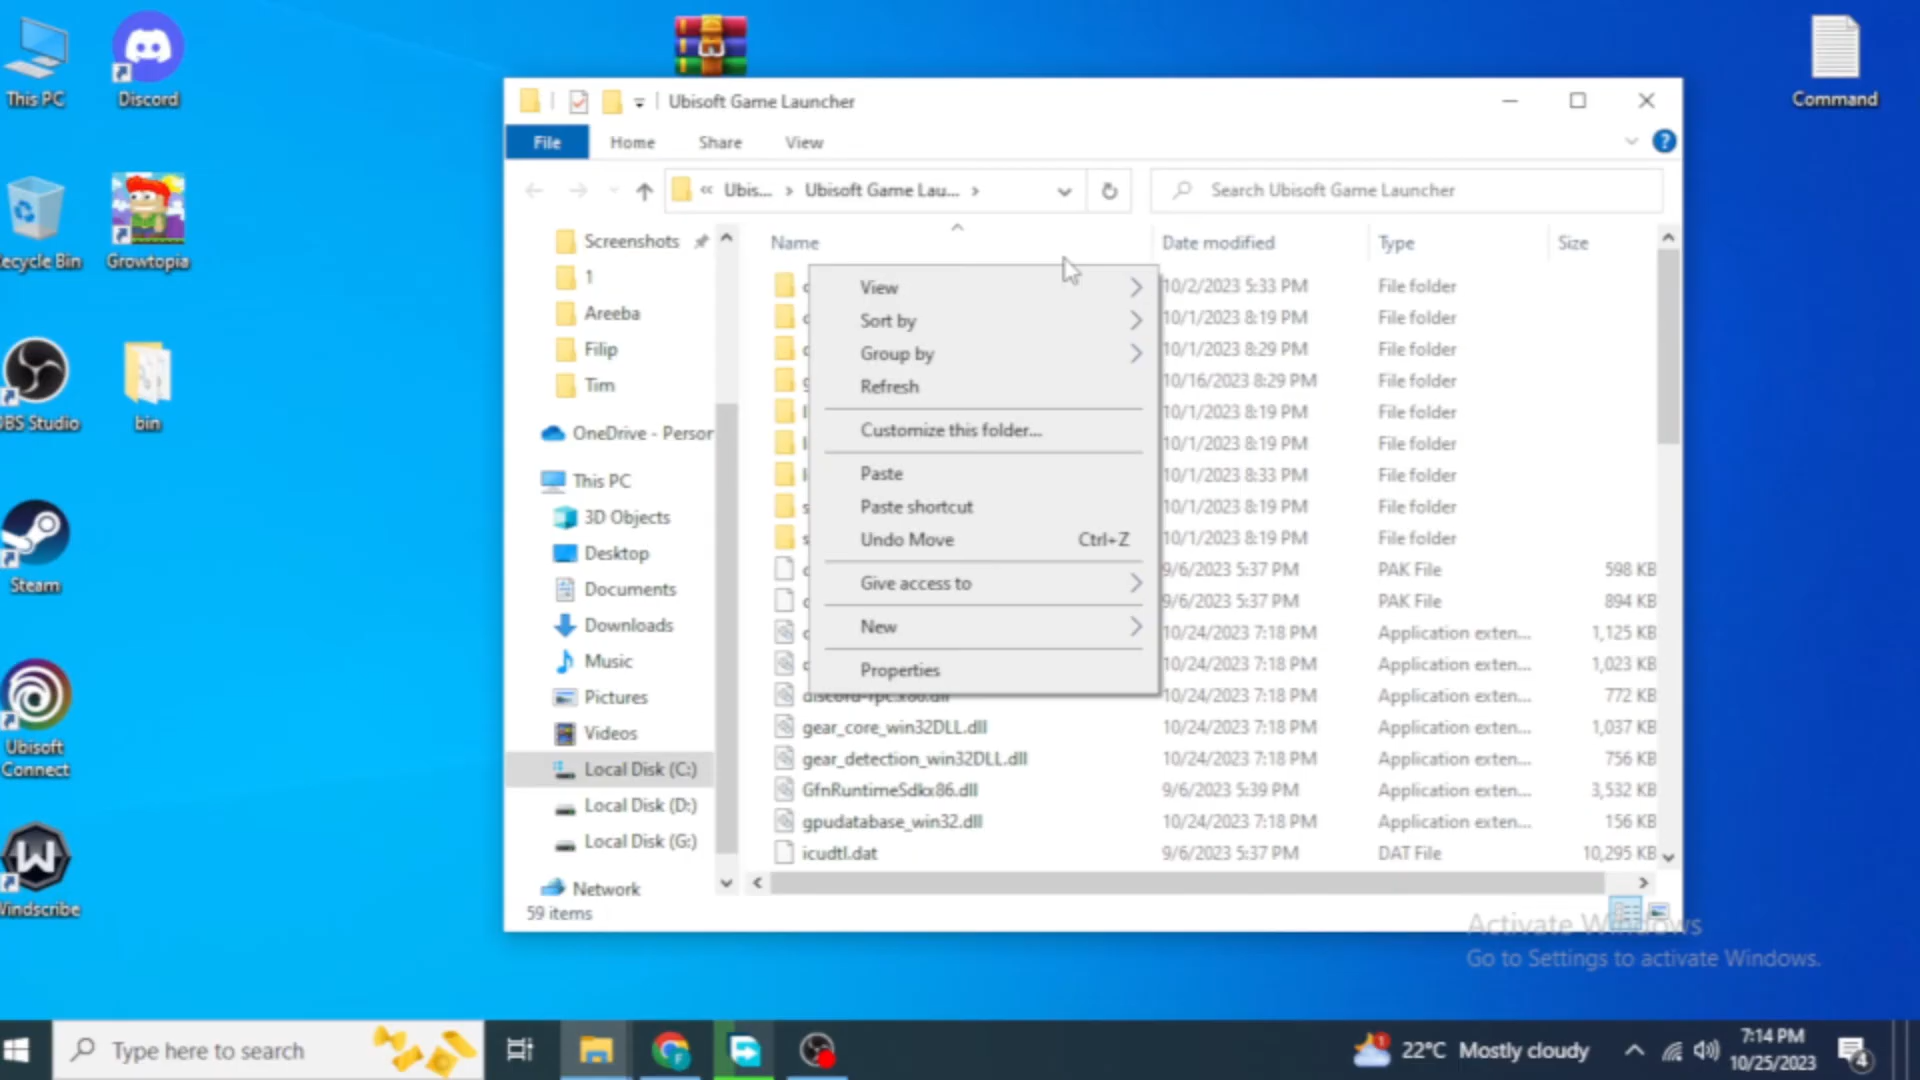 This PC
Discord
ecycle Bin
Growtopia
OBS Studio
bin
Steam
Ubisoft
Connect
Windscribe
Command
Ubisoft Game Launcher
File
Home
Share
View
« Ubis... > Ubisoft Game Lau... >
Search Ubisoft Game Launcher
Screenshots
1
Areeba
Filip
Tim
OneDrive - Person
This PC
3D Objects
Desktop
Documents
Downloads
Music
Pictures
Videos
Local Disk (C:)
Local Disk (D:)
Local Disk (G:)
Network
Name
Date modified
Type
Size
10/2/2023 5:33 PM File folder
10/1/2023 8:19 PM File folder
10/1/2023 8:29 PM File folder
10/16/2023 8:29 PM File folder
10/1/2023 8:19 PM File folder
10/1/2023 8:19 PM File folder
10/1/2023 8:33 PM File folder
10/1/2023 8:19 PM File folder
10/1/2023 8:19 PM File folder
9/6/2023 5:37 PM PAK File 598 KB
9/6/2023 5:37 PM PAK File 894 KB
10/24/2023 7:18 PM Application exten... 1,125 KB
10/24/2023 7:18 PM Application exten... 1,023 KB
discord-rpc.x86.dll 10/24/2023 7:18 PM Application exten... 772 KB
gear_core_win32DLL.dll 10/24/2023 7:18 PM Application exten... 1,037 KB
gear_detection_win32DLL.dll 10/24/2023 7:18 PM Application exten... 756 KB
GfnRuntimeSdkx86.dll 9/6/2023 5:39 PM Application exten... 3,532 KB
gpudatabase_win32.dll 10/24/2023 7:18 PM Application exten... 156 KB
icudtl.dat 9/6/2023 5:37 PM DAT File 10,295 KB
View
Sort by
Group by
Refresh
Customize this folder...
Paste
Paste shortcut
Undo Move Ctrl+Z
Give access to
New
Properties
59 items
Activate Windows
Go to Settings to activate Windows.
Type here to search
22°C Mostly cloudy
7:14 PM
10/25/2023
4